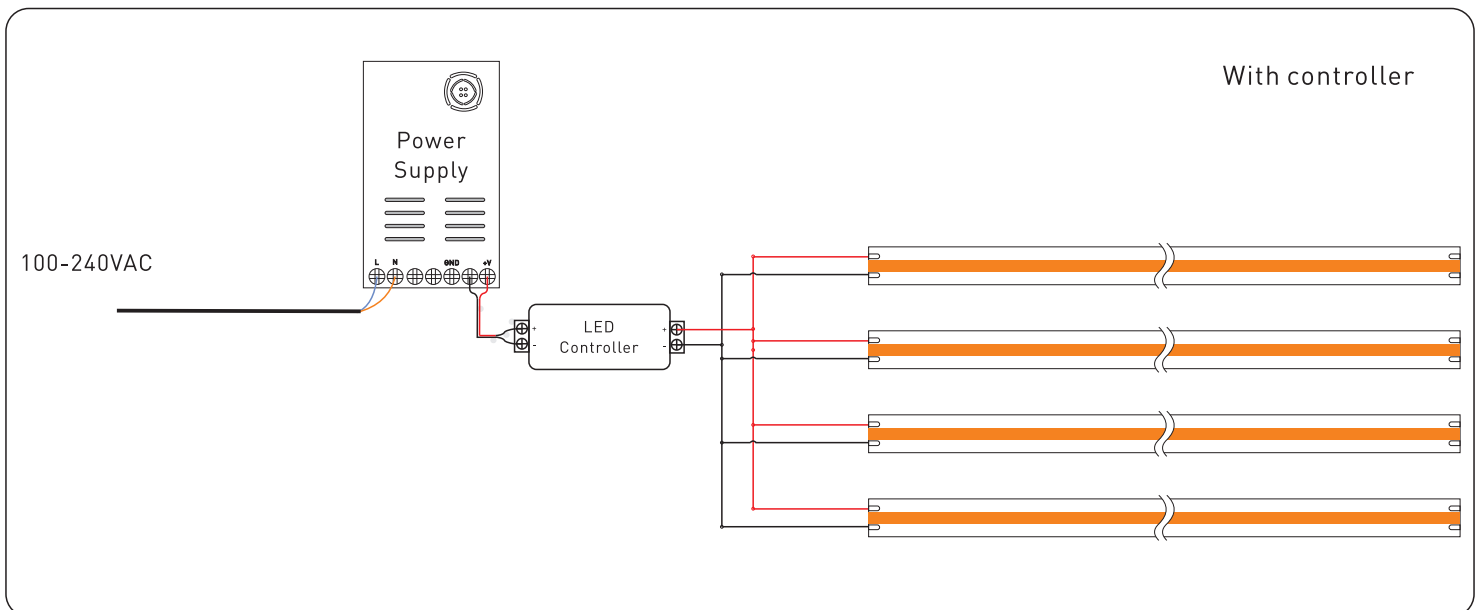 With controller
Power
Supply
100-240VAC
L N GND +V
LED
Controller
+ +
- -